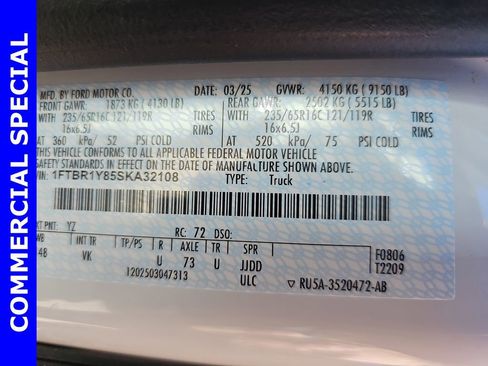 COMMERCIAL SPECIAL
MFD. BY FORD MOTOR CO. DATE: 03/25 GVWR: 4150 KG ( 9150 LB)
FRONT GAWR: 1873 KG ( 4130 LB) REAR GAWR: 2502 KG ( 5515 LB)
WITH 235/65R16C 121/119R TIRES WITH 235/65R16C 121/119R TIRES
16x6.5J RIMS 16x6.5J RIMS
AT 360 kPa/ 52 PSI COLD AT 520 kPa/ 75 PSI COLD
THIS VEHICLE CONFORMS TO ALL APPLICABLE FEDERAL MOTOR VEHICLE
SAFETY STANDARDS IN EFFECT ON THE DATE OF MANUFACTURE SHOWN ABOVE.
VIN: 1FTBR1Y85SKA32108 TYPE: Truck
EXT PNT: YZ RC: 72 DSO:
WB INT TR TP/PS R AXLE TR SPR F0806
148 VK U 73 U JJDD T2209
1202503047313 ULC ▼ RU5A-3520472-AB